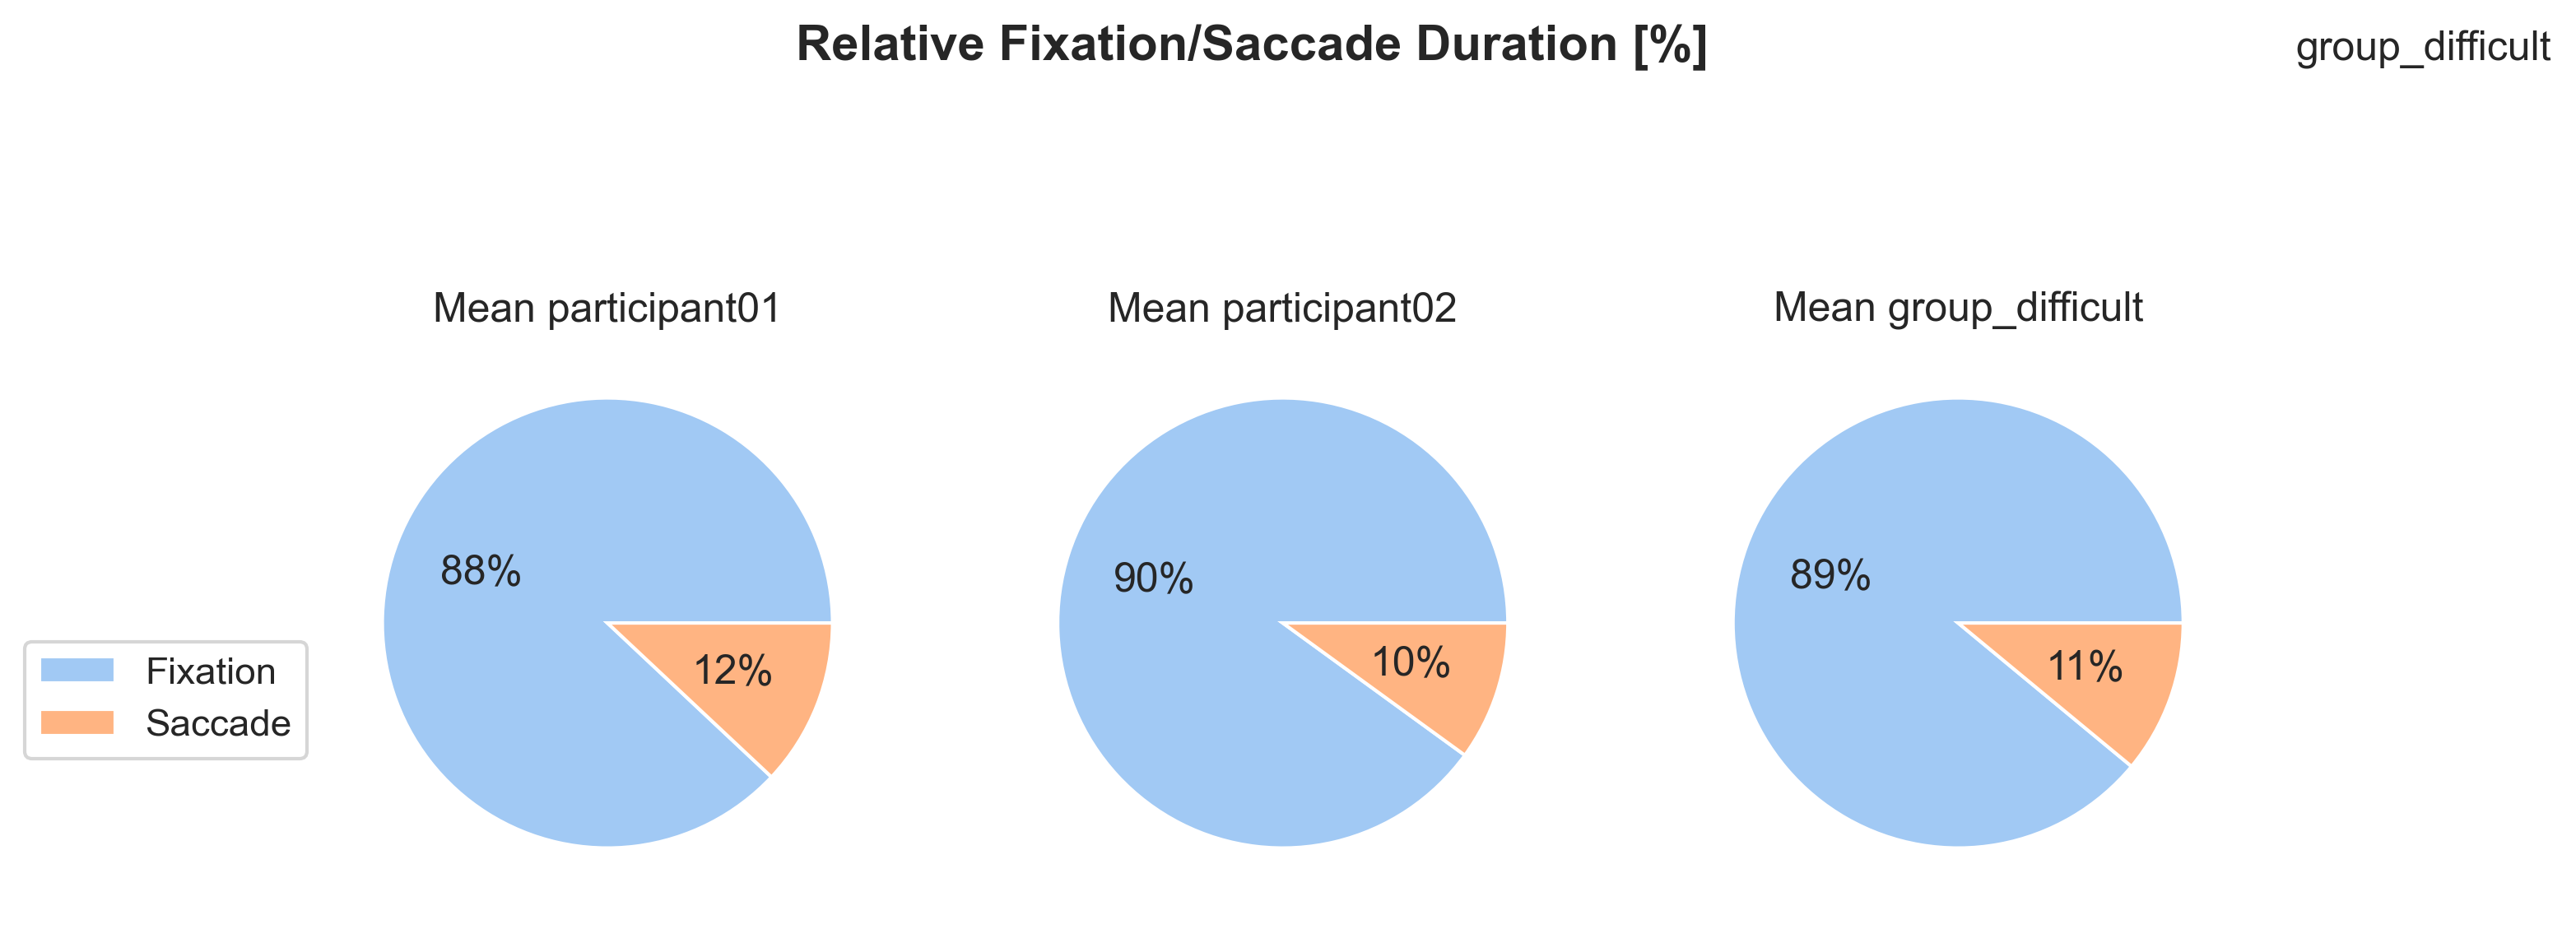 Relative Fixation/Saccade Duration [%]
group_difficult
Mean participant01
Mean participant02
Mean group_difficult
88%
12%
90%
10%
89%
11%
Fixation
Saccade